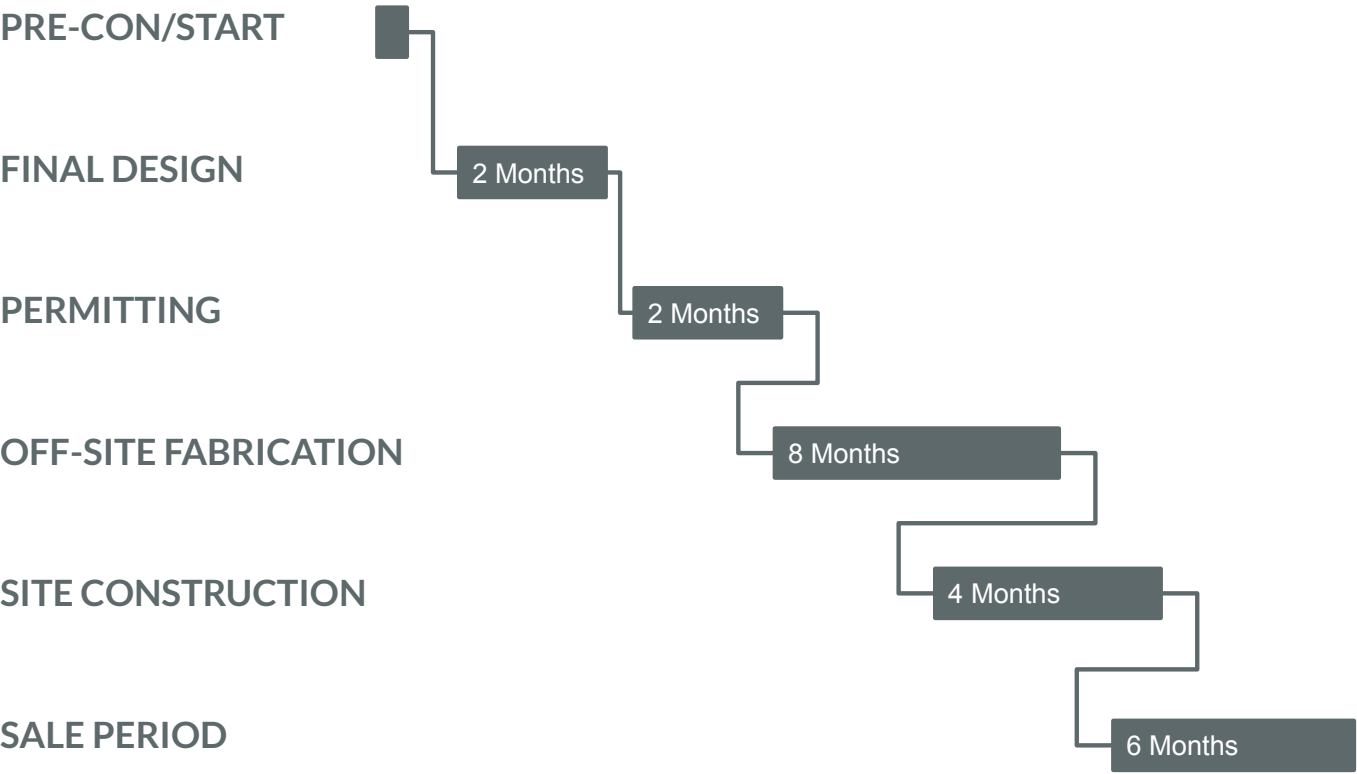 PRE-CON/START
FINAL DESIGN
2 Months
PERMITTING
2 Months
OFF-SITE FABRICATION
8 Months
SITE CONSTRUCTION
4 Months
SALE PERIOD
6 Months